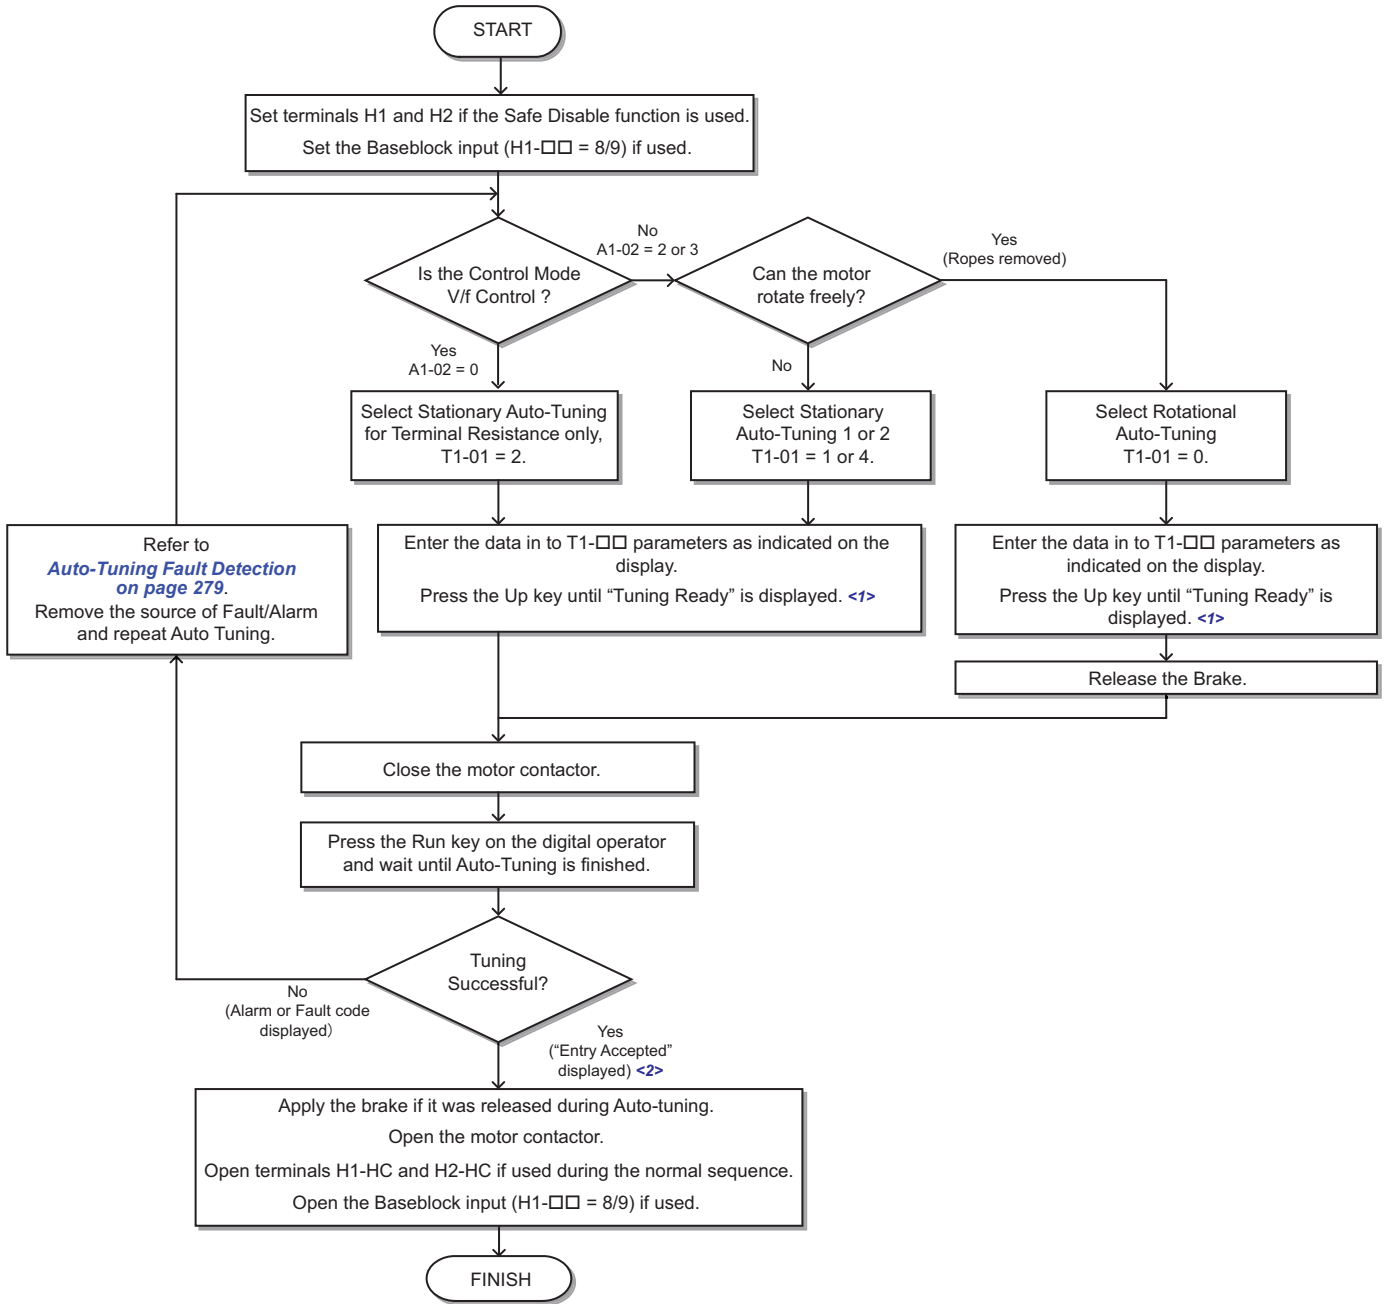 START
Set terminals H1 and H2 if the Safe Disable function is used.
Set the Baseblock input (H1-□□ = 8/9) if used.
Is the Control Mode
V/f Control ?
No
A1-02 = 2 or 3
Can the motor
rotate freely?
Yes
(Ropes removed)
Yes
A1-02 = 0
No
Select Stationary Auto-Tuning
for Terminal Resistance only,
T1-01 = 2.
Select Stationary
Auto-Tuning 1 or 2
T1-01 = 1 or 4.
Select Rotational
Auto-Tuning
T1-01 = 0.
Refer to
Auto-Tuning Fault Detection
on page 279.
Remove the source of Fault/Alarm
and repeat Auto Tuning.
Enter the data in to T1-□□ parameters as indicated on the
display.
Press the Up key until “Tuning Ready” is displayed. <1>
Enter the data in to T1-□□ parameters as
indicated on the display.
Press the Up key until “Tuning Ready” is
displayed. <1>
Release the Brake.
Close the motor contactor.
Press the Run key on the digital operator
and wait until Auto-Tuning is finished.
Tuning
Successful?
No
(Alarm or Fault code
displayed)
Yes
(“Entry Accepted”
displayed) <2>
Apply the brake if it was released during Auto-tuning.
Open the motor contactor.
Open terminals H1-HC and H2-HC if used during the normal sequence.
Open the Baseblock input (H1-□□ = 8/9) if used.
FINISH